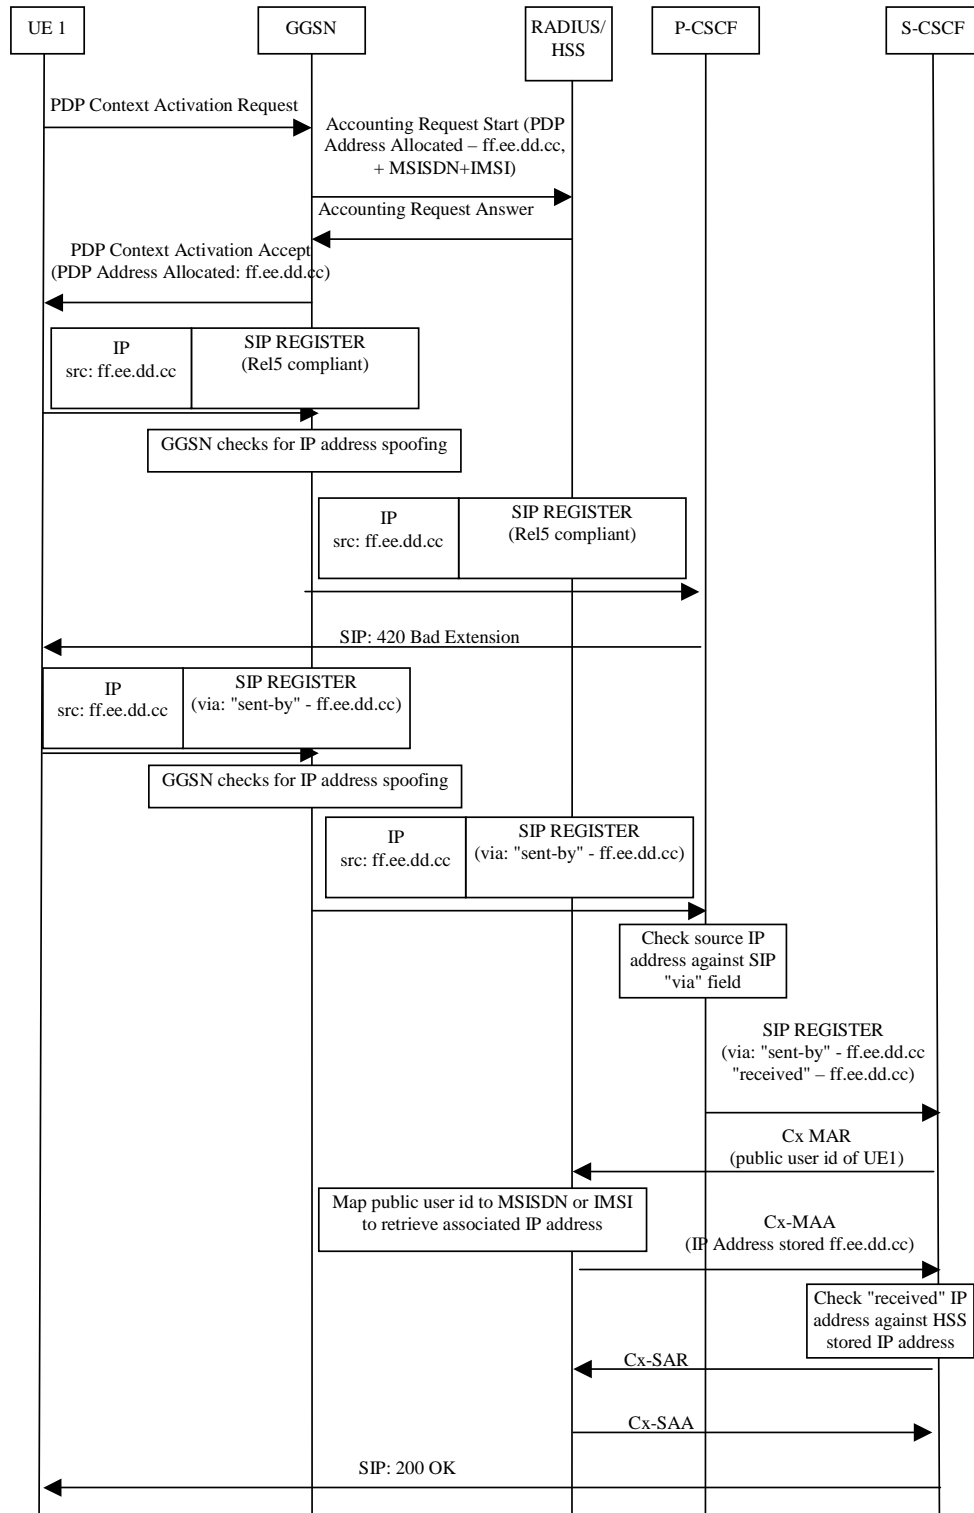 UE 1
GGSN
RADIUS/
HSS
P-CSCF
S-CSCF
PDP Context Activation Request
Accounting Request Start (PDP
Address Allocated – ff.ee.dd.cc,
+ MSISDN+IMSI)
Accounting Request Answer
PDP Context Activation Accept
(PDP Address Allocated: ff.ee.dd.cc)
IP
src: ff.ee.dd.cc
SIP REGISTER
(Rel5 compliant)
GGSN checks for IP address spoofing
IP
src: ff.ee.dd.cc
SIP REGISTER
(Rel5 compliant)
SIP: 420 Bad Extension
IP
src: ff.ee.dd.cc
SIP REGISTER
(via: "sent-by" - ff.ee.dd.cc)
GGSN checks for IP address spoofing
IP
src: ff.ee.dd.cc
SIP REGISTER
(via: "sent-by" - ff.ee.dd.cc)
Check source IP
address against SIP
"via" field
SIP REGISTER
(via: "sent-by" - ff.ee.dd.cc
"received" – ff.ee.dd.cc)
Cx MAR
(public user id of UE1)
Map public user id to MSISDN or IMSI
to retrieve associated IP address
Cx-MAA
(IP Address stored ff.ee.dd.cc)
Check "received" IP
address against HSS
stored IP address
Cx-SAR
Cx-SAA
SIP: 200 OK